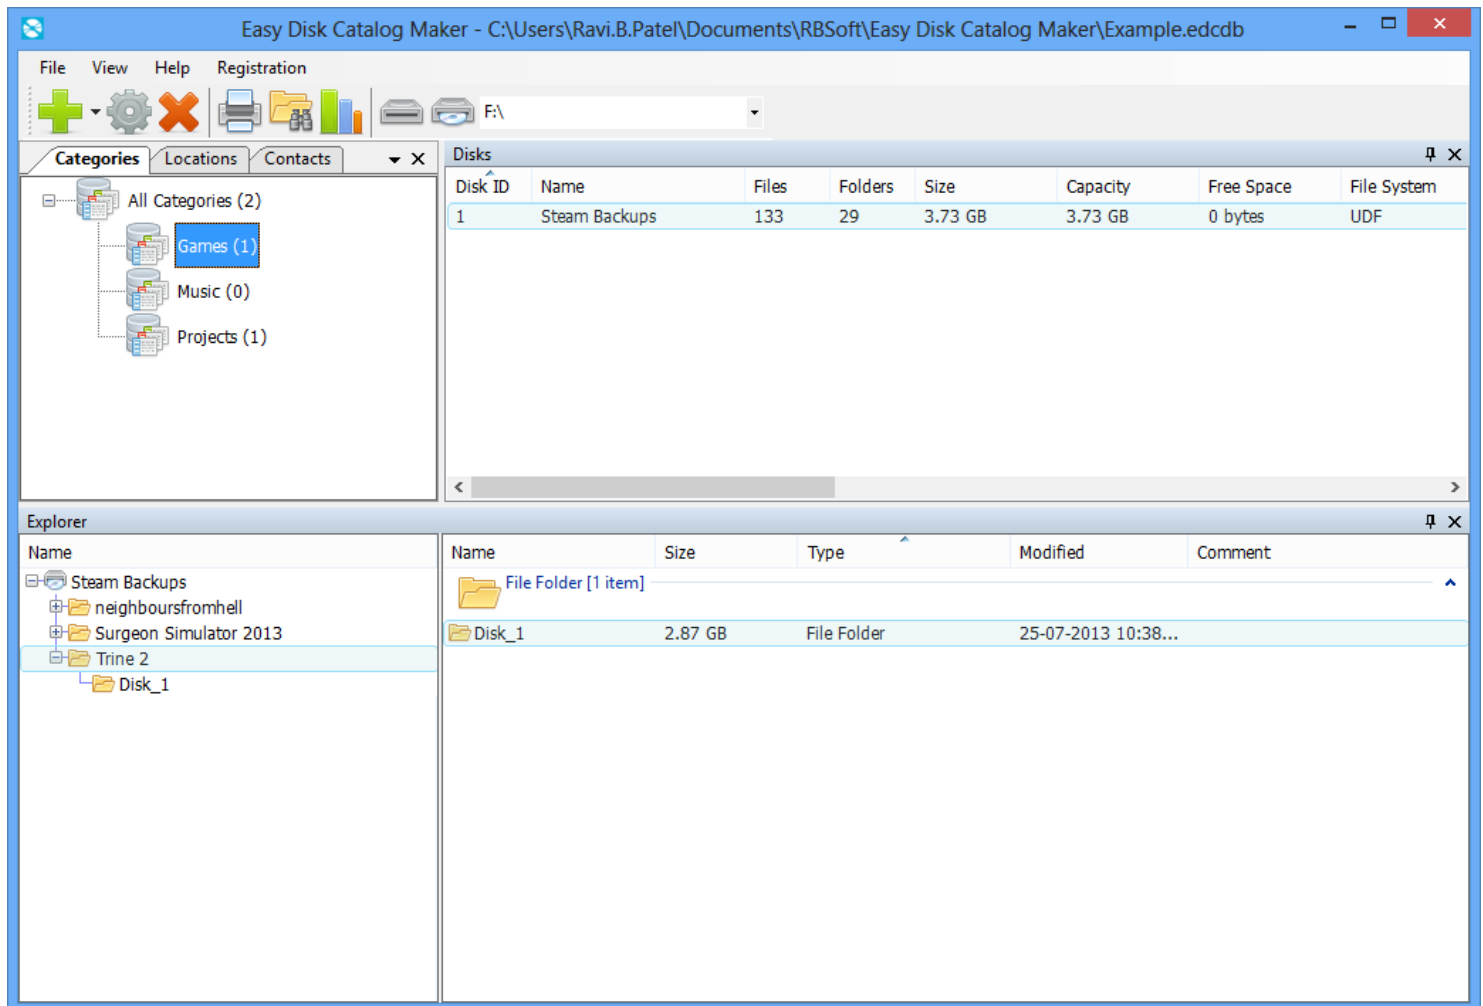 Easy Disk Catalog Maker - C:\Users\Ravi.B.Patel\Documents\RBSoft\Easy Disk Catalog Maker\Example.edcdb
File View Help Registration
F:\
Categories Locations Contacts
All Categories (2)
Games (1)
Music (0)
Projects (1)
Disks
Disk ID Name Files Folders Size Capacity Free Space File System
1 Steam Backups 133 29 3.73 GB 3.73 GB 0 bytes UDF
Explorer
Name
Steam Backups
neighboursfromhell
Surgeon Simulator 2013
Trine 2
Disk_1
Name Size Type Modified Comment
File Folder [1 item]
Disk_1 2.87 GB File Folder 25-07-2013 10:38...